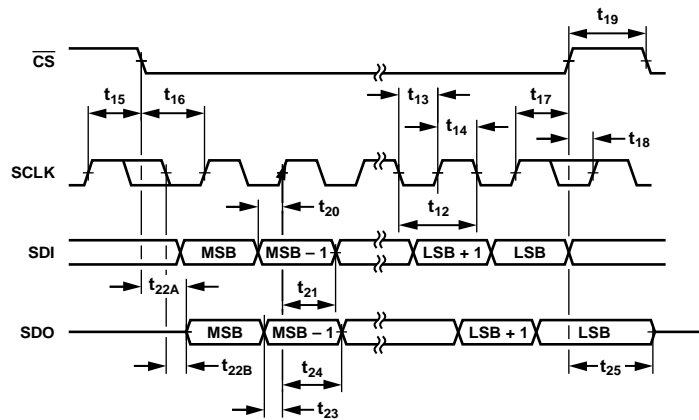 t19
CS
t15
t16
t13
t17
t14
t18
SCLK
t20
t12
SDI
MSB
MSB – 1
LSB + 1
LSB
t22A
t21
SDO
MSB
MSB – 1
LSB + 1
LSB
t22B
t24
t25
t23